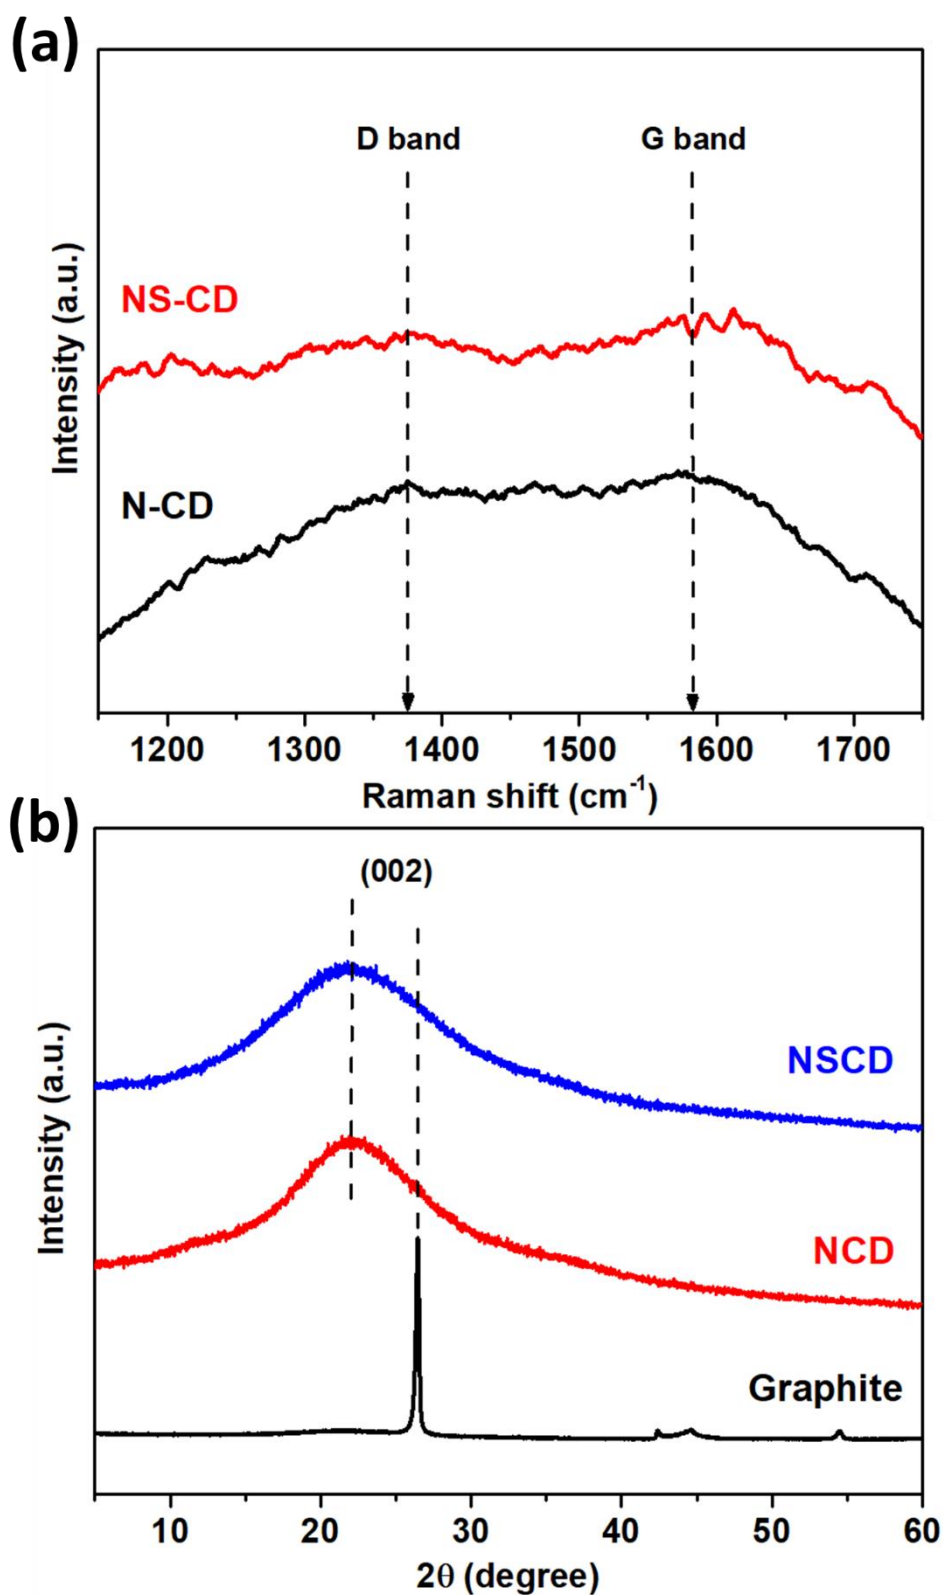 (a)
D band
G band
NS-CD
N-CD
Intensity (a.u.)
1200
1300
1400
1500
1600
1700
Raman shift (cm⁻¹)
(b)
(002)
NSCD
NCD
Graphite
Intensity (a.u.)
10
20
30
40
50
60
2θ (degree)